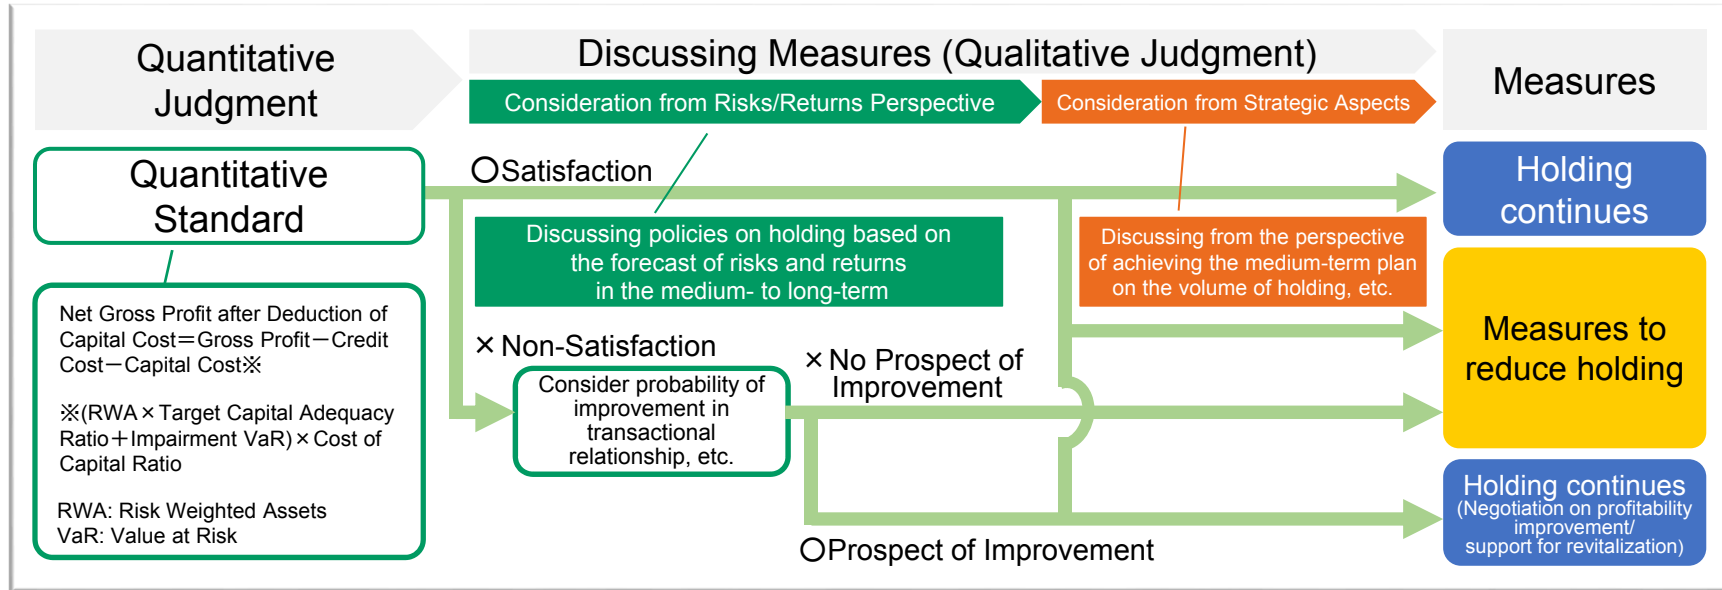 Quantitative
Judgment
Discussing Measures (Qualitative Judgment)
Consideration from Risks/Returns Perspective
Consideration from Strategic Aspects
Measures
Quantitative
Standard
○Satisfaction
Holding
continues
Discussing policies on holding based on
the forecast of risks and returns
in the medium- to long-term
Discussing from the perspective
of achieving the medium-term plan
on the volume of holding, etc.
Net Gross Profit after Deduction of
Capital Cost=Gross Profit-Credit
Cost-Capital Cost※
※(RWA×Target Capital Adequacy
Ratio+Impairment VaR)×Cost of
Capital Ratio
RWA: Risk Weighted Assets
VaR: Value at Risk
× Non-Satisfaction
Consider probability of
improvement in
transactional
relationship, etc.
× No Prospect of
Improvement
Measures to
reduce holding
○Prospect of Improvement
Holding continues
(Negotiation on profitability
improvement/
support for revitalization)